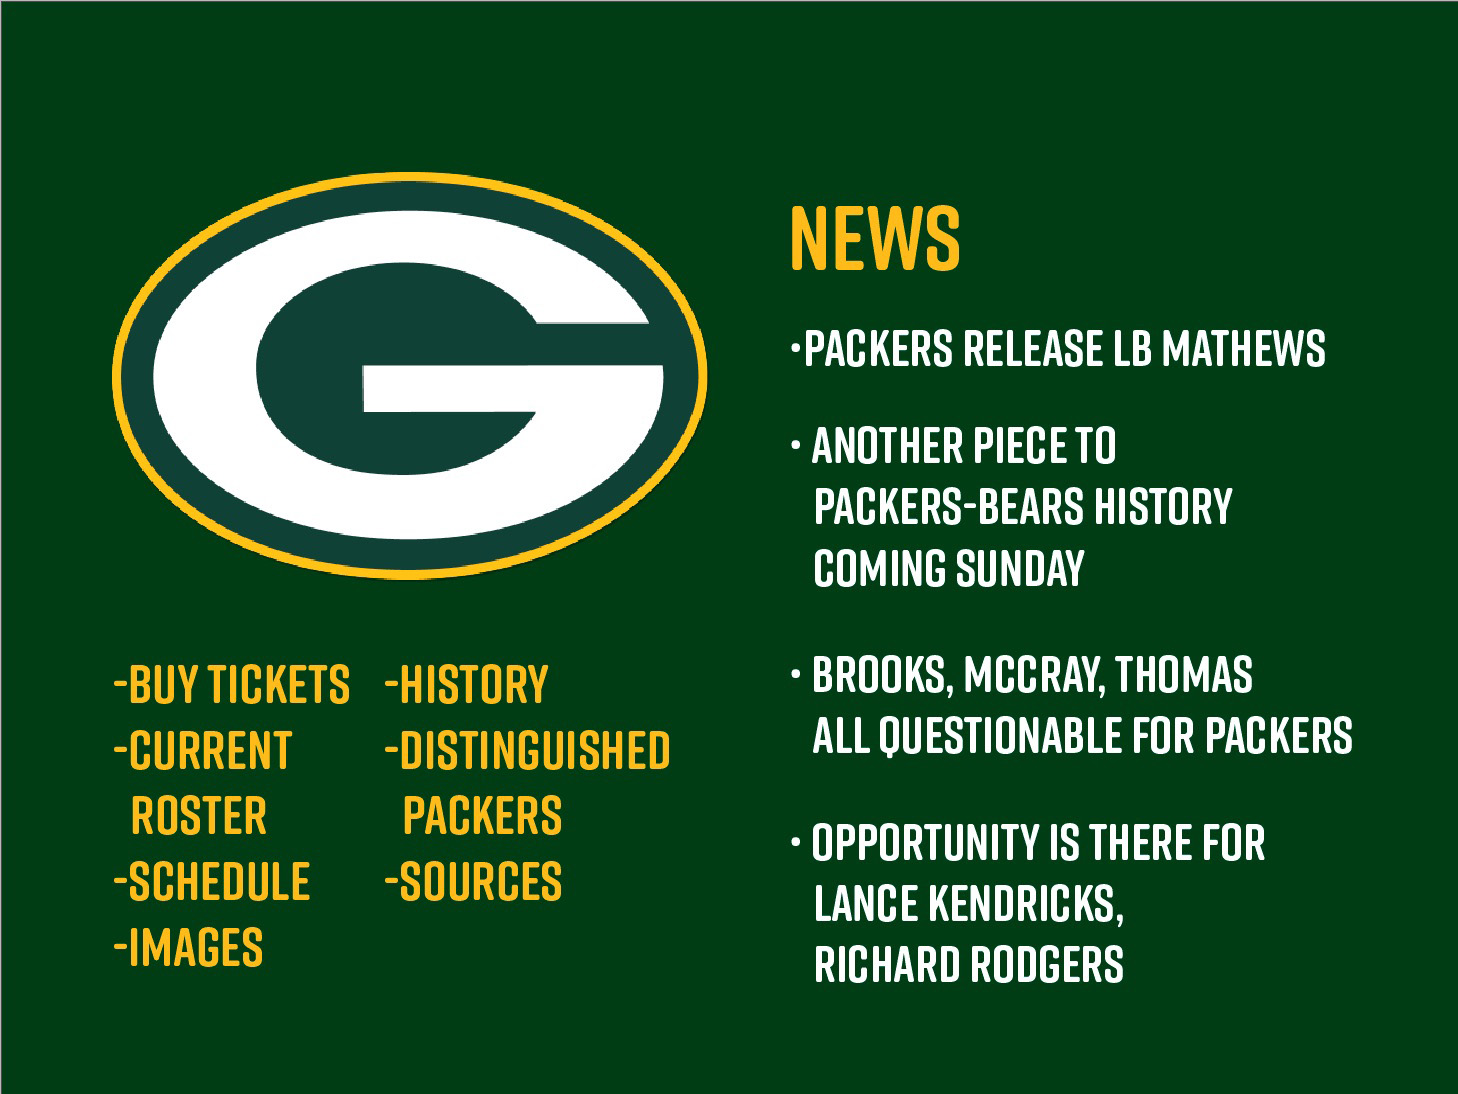 G
NEWS
•PACKERS RELEASE LB MATHEWS
• ANOTHER PIECE TO
PACKERS-BEARS HISTORY
COMING SUNDAY
• BROOKS, MCCRAY, THOMAS
ALL QUESTIONABLE FOR PACKERS
• OPPORTUNITY IS THERE FOR
LANCE KENDRICKS,
RICHARD RODGERS
-BUY TICKETS
-CURRENT
ROSTER
-SCHEDULE
-IMAGES
-HISTORY
-DISTINGUISHED
PACKERS
-SOURCES